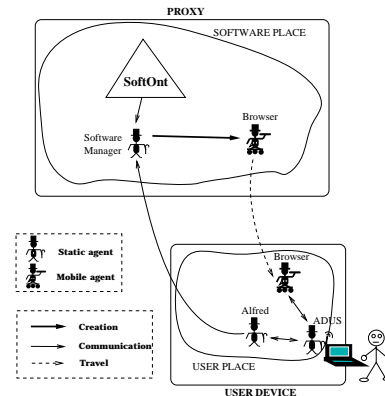 PROXY
SOFTWARE PLACE
SoftOnt
Browser
Software
Manager
Static agent
Mobile agent
Browser
Alfred
ADUS
Creation
Communication
Travel
USER PLACE
USER DEVICE